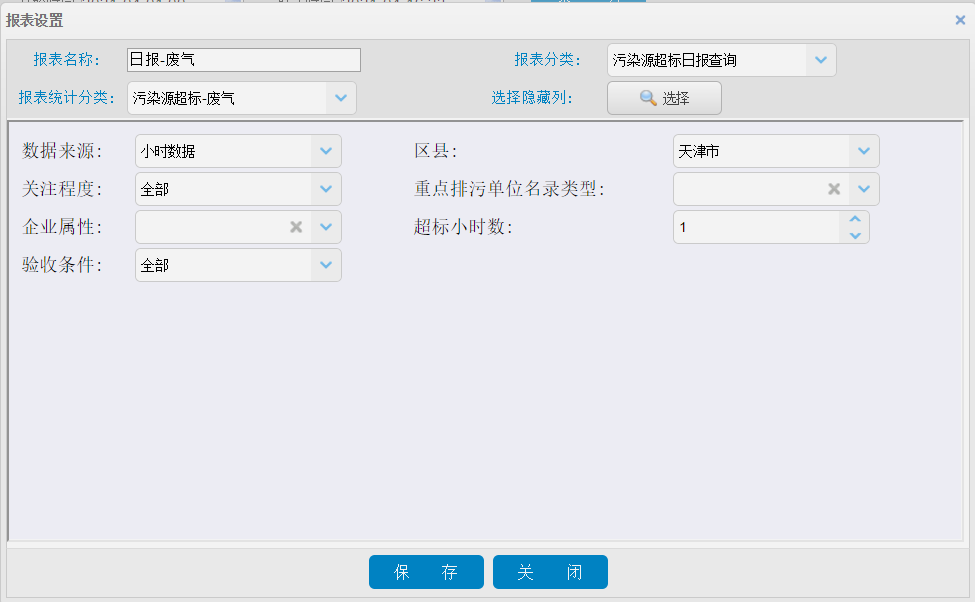 报表设置
报表名称: 日报-废气 报表分类: 污染源超标日报查询
报表统计分类: 污染源超标-废气 选择隐藏列: 选择
数据来源: 小时数据 区县: 天津市
关注程度: 全部 重点排污单位名录类型:
企业属性: 超标小时数: 1
验收条件: 全部
保 存 关 闭